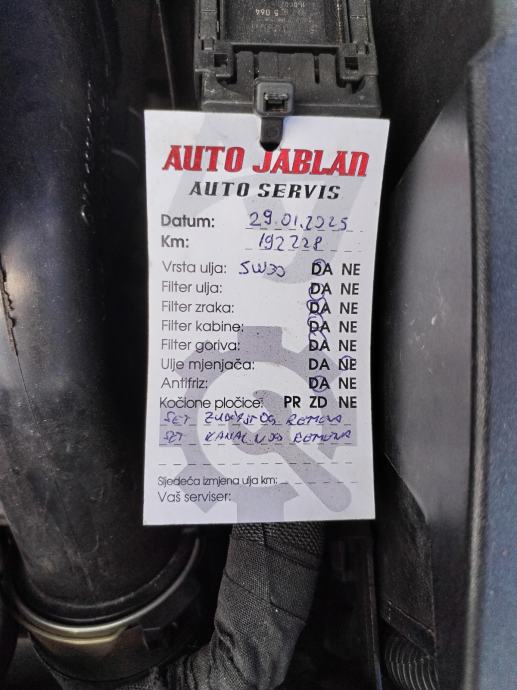 5 064
AUTO JABLAN
AUTO SERVIS
Datum: 29.01.2025
Km: 192228
Vrsta ulja: 5W30 DA NE
Filter ulja: DA NE
Filter zraka: DA NE
Filter kabine: DA NE
Filter goriva: DA NE
Ulje mjenjača: DA NE
Antifriz: DA NE
Kočione pločice: PR ZD NE
SET ZUPČASTOG REMENA
SET KANALNOG REMENA
Sljedeća izmjena ulja km:
Vaš serviser: